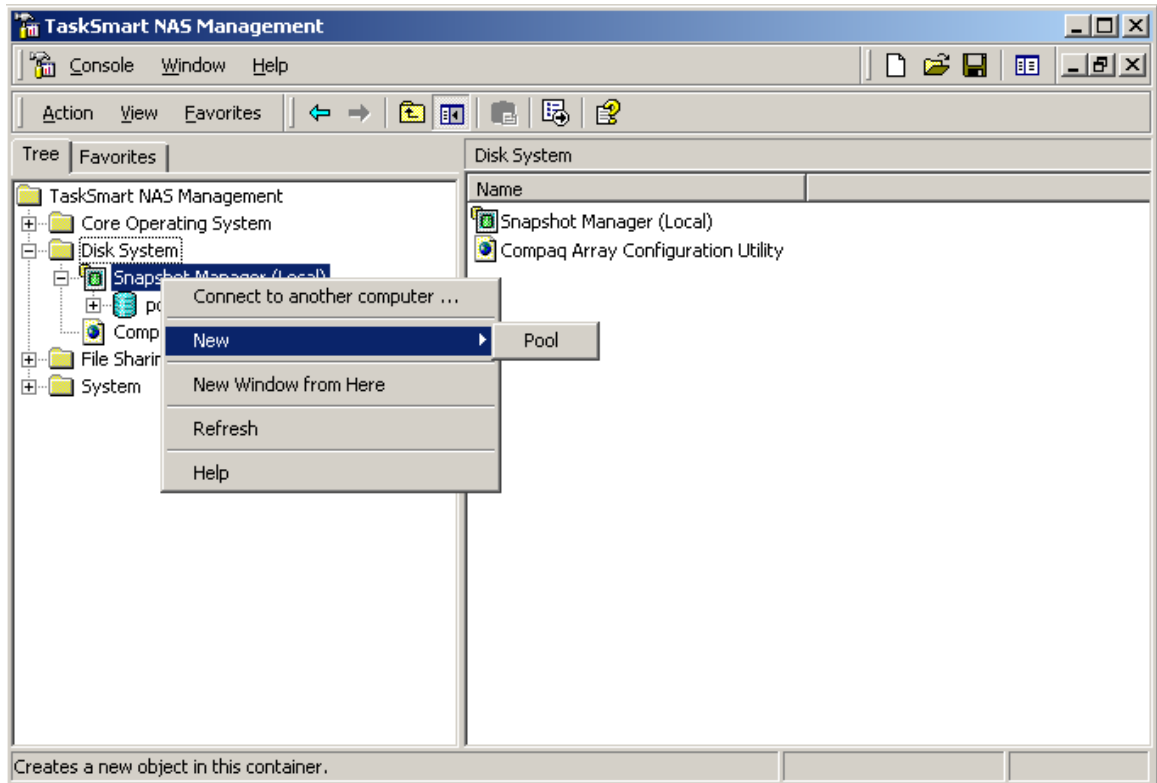 TaskSmart NAS Management
Console Window Help
Action View Favorites
Tree Favorites
Disk System
TaskSmart NAS Management
Core Operating System
Disk System
Snapshot Manager (Local)
po
Comp
File Sharin
System
Connect to another computer ...
New
Pool
New Window from Here
Refresh
Help
Name
Snapshot Manager (Local)
Compaq Array Configuration Utility
Creates a new object in this container.